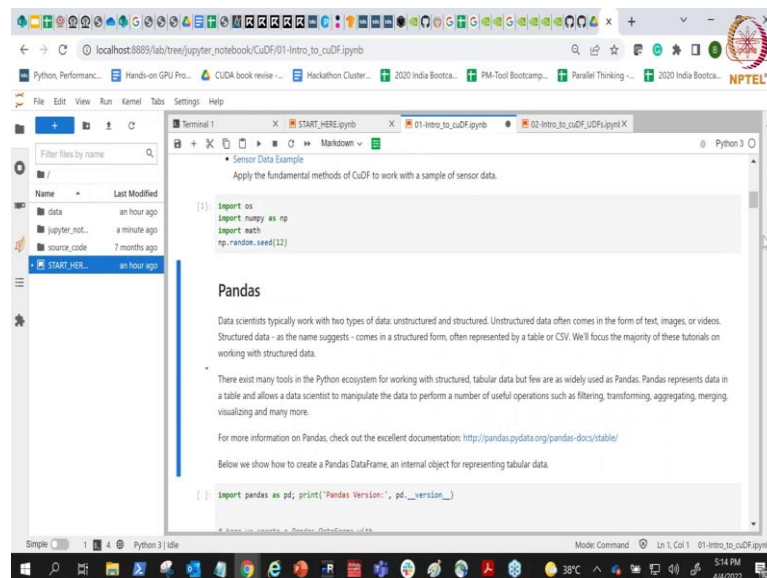 localhost:8889/lab/tree/jupyter_notebook/CuDF/01-Intro_to_cuDF.ipynb
Python, Performanc... Hands-on GPU Pro... CUDA book revise -... Hackathon Cluster... 2020 India Bootca... PM-Tool Bootcamp... Parallel Thinking -... 2020 India Bootca...
NPTEL
File Edit View Run Kernel Tabs Settings Help
Terminal 1 START_HERE.ipynb 01-Intro_to_cuDF.ipynb 02-Intro_to_cuDF_UDFs.ipynb
Markdown Python 3
Filter files by name
/
Name Last Modified
data an hour ago
jupyter_not... a minute ago
source_code 7 months ago
START_HER... an hour ago
Sensor Data Example
Apply the fundamental methods of CuDF to work with a sample of sensor data.
[1]: import os
import numpy as np
import math
np.random.seed(12)
Pandas
Data scientists typically work with two types of data: unstructured and structured. Unstructured data often comes in the form of text, images, or videos.
Structured data - as the name suggests - comes in a structured form, often represented by a table or CSV. We'll focus the majority of these tutorials on
working with structured data.
There exist many tools in the Python ecosystem for working with structured, tabular data but few are as widely used as Pandas. Pandas represents data in
a table and allows a data scientist to manipulate the data to perform a number of useful operations such as filtering, transforming, aggregating, merging,
visualizing and many more.
For more information on Pandas, check out the excellent documentation: http://pandas.pydata.org/pandas-docs/stable/
Below we show how to create a Pandas DataFrame, an internal object for representing tabular data.
[ ]: import pandas as pd; print('Pandas Version:', pd.__version__)
Simple 1 4 Python 3 | Idle Mode: Command Ln 1, Col 1 01-Intro_to_cuDF.ipynb
38°C 5:14 PM
4/4/2022